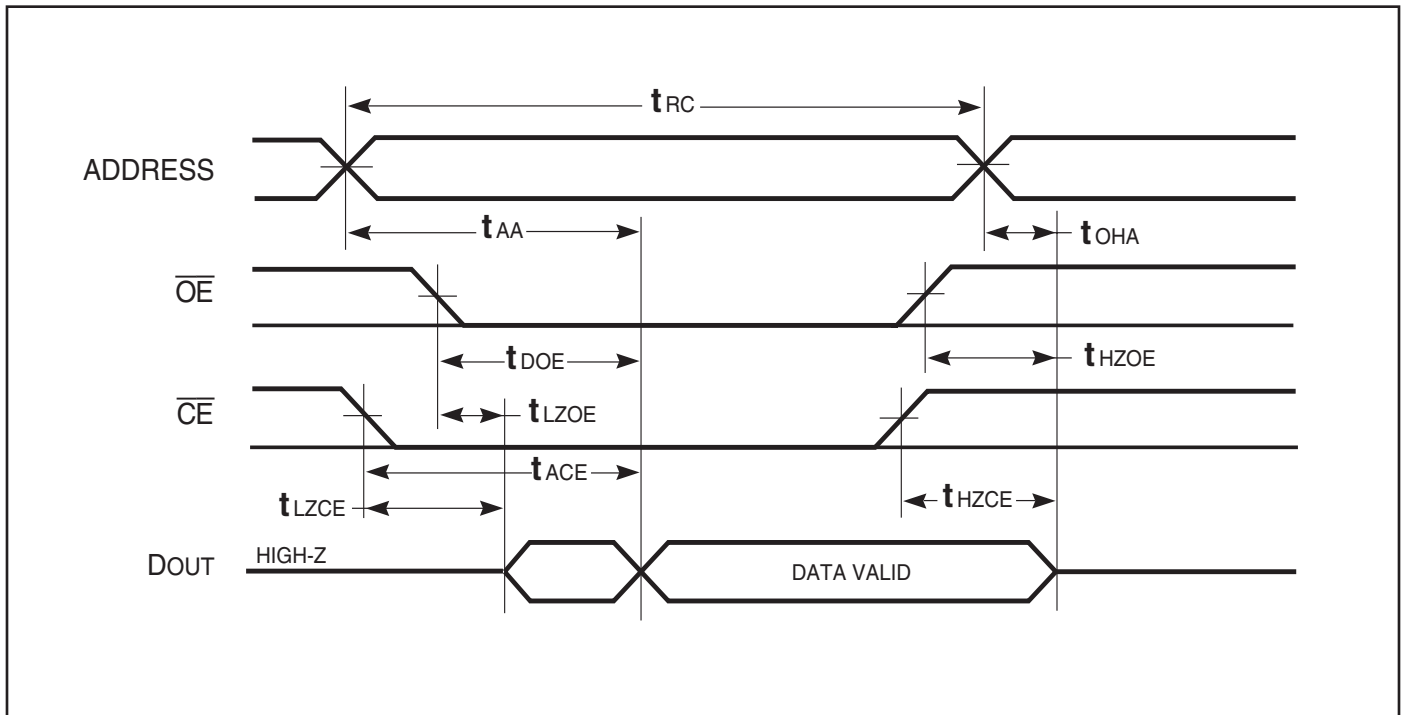 tRC
ADDRESS
tAA
tOHA
OE
tDOE
tHZOE
CE
tLZOE
tACE
tLZCE
tHZCE
DOUT
HIGH-Z
DATA VALID